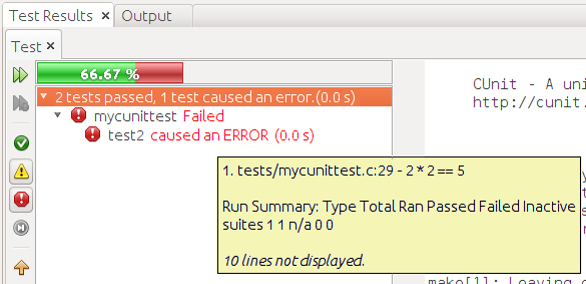 Test Results
Output
Test
66.67 %
2 tests passed, 1 test caused an error.(0.0 s)
mycunittest Failed
test2 caused an ERROR (0.0 s)
CUnit - A uni
http://cunit.
1. tests/mycunittest.c:29 - 2 * 2 == 5
Run Summary: Type Total Ran Passed Failed Inactive
suites 1 1 n/a 0 0
10 lines not displayed.
make[1]: Leaving